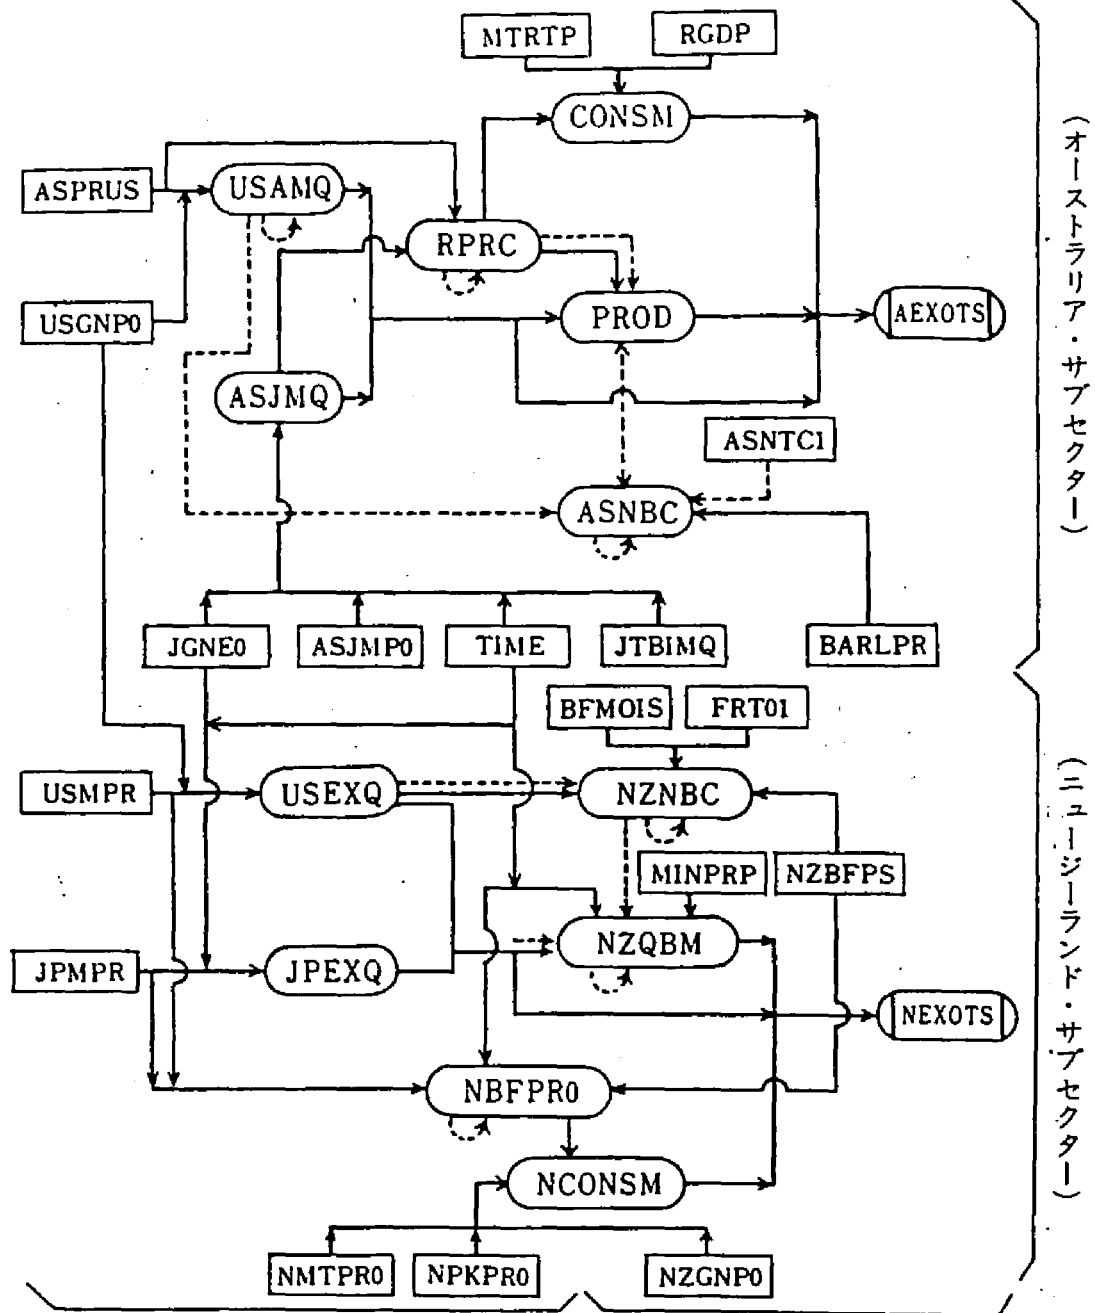 MTRTP
RGDP
CONSM
ASPRUS
USAMQ
RPRC
USGNP0
PROD
AEXOTS
ASJMQ
ASNTC1
ASNBC
JGNE0
ASJMP0
TIME
JTBIMQ
BARLPR
(オーストラリア・サブセクター)
BFMOIS
FRT01
USMPR
USEXQ
NZNBC
MINPRP
NZBFPS
NZQBM
JPMPR
JPEXQ
NEXOTS
NBFPR0
NCONSM
NMTPR0
NPKPR0
NZGNP0
(ニュージーランド・サブセクター)